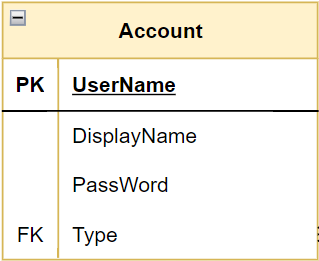 Account
PK UserName
DisplayName
PassWord
FK Type